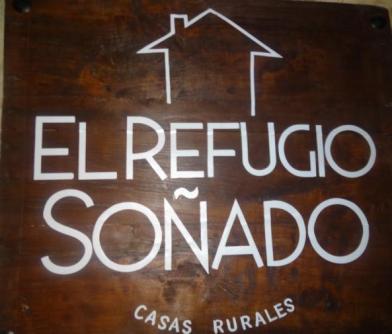 EL REFUGIO
SOÑADO
CASAS RURALES